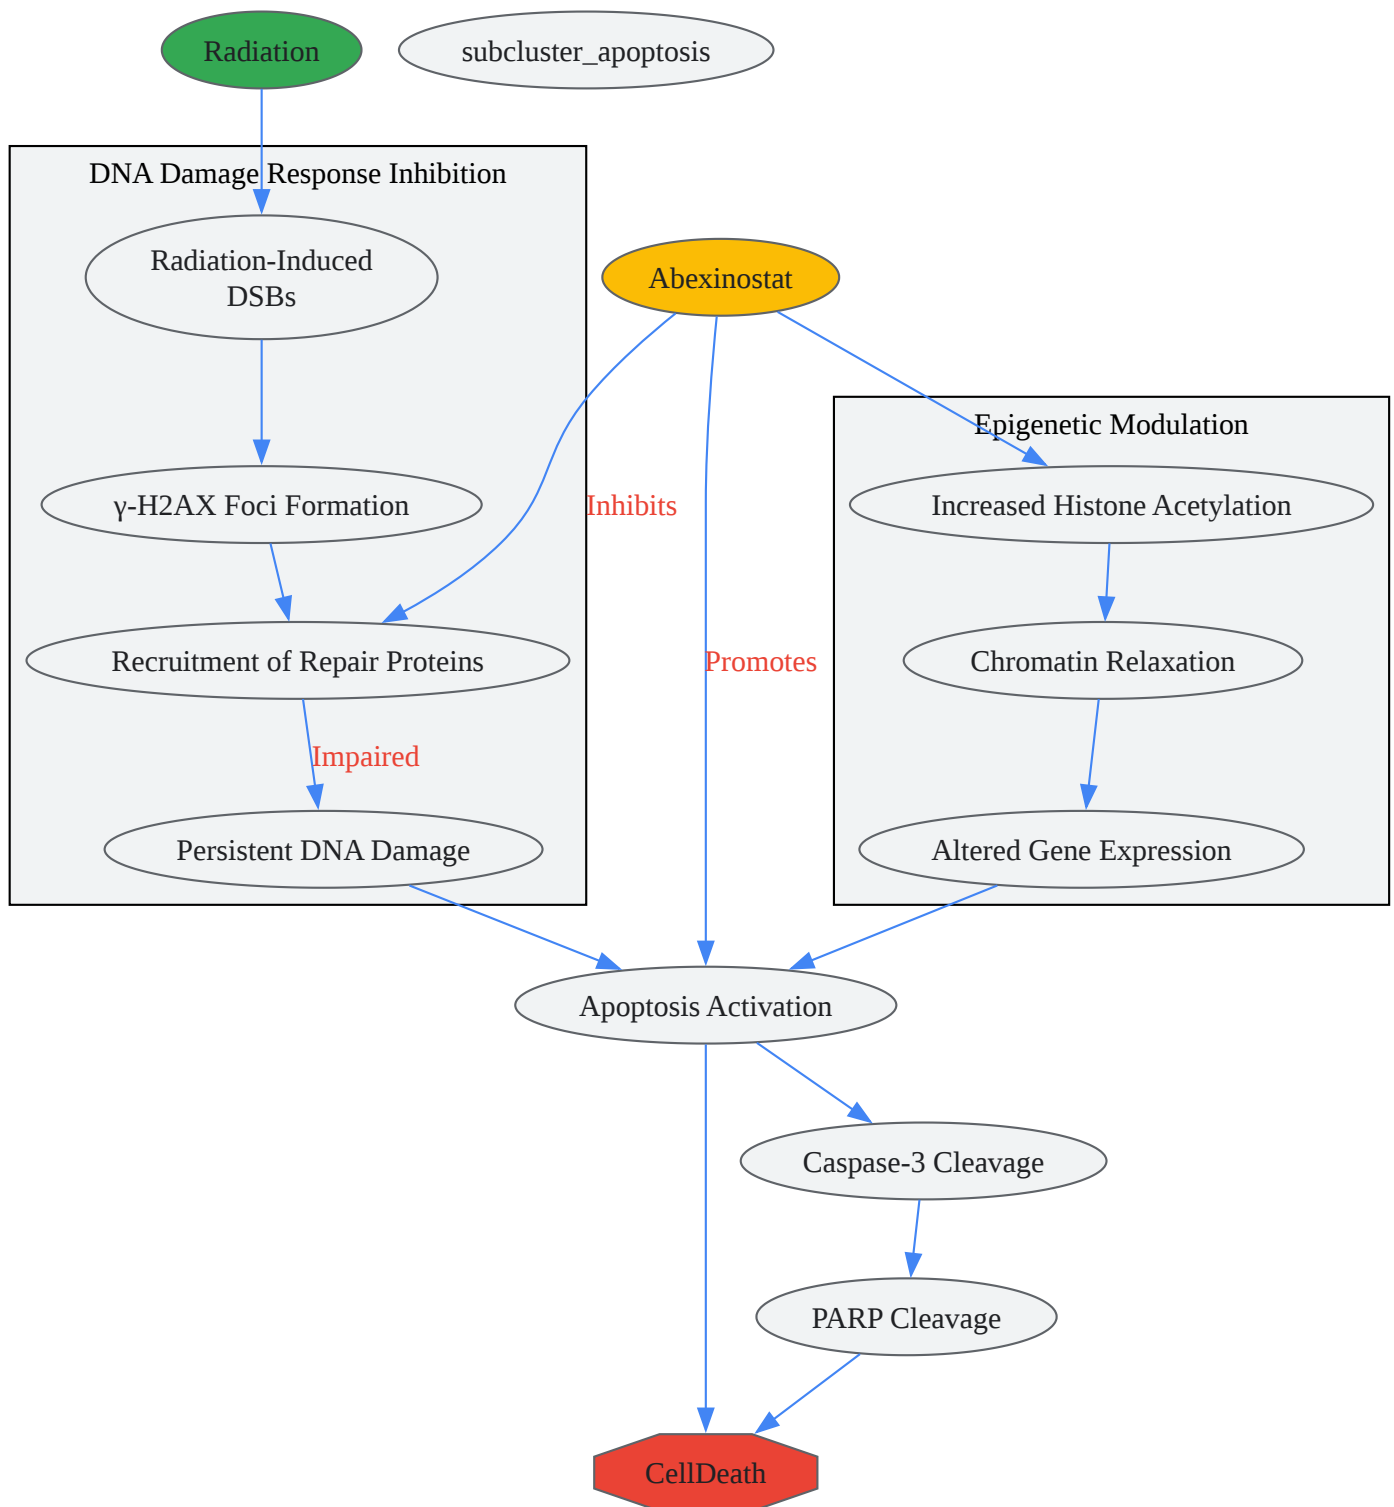 Radiation
subcluster_apoptosis
DNA Damage Response Inhibition
Radiation-Induced
DSBs
Abexinostat
Epigenetic Modulation
γ-H2AX Foci Formation
Inhibits
Increased Histone Acetylation
Recruitment of Repair Proteins
Promotes
Chromatin Relaxation
Impaired
Persistent DNA Damage
Altered Gene Expression
Apoptosis Activation
Caspase-3 Cleavage
PARP Cleavage
CellDeath